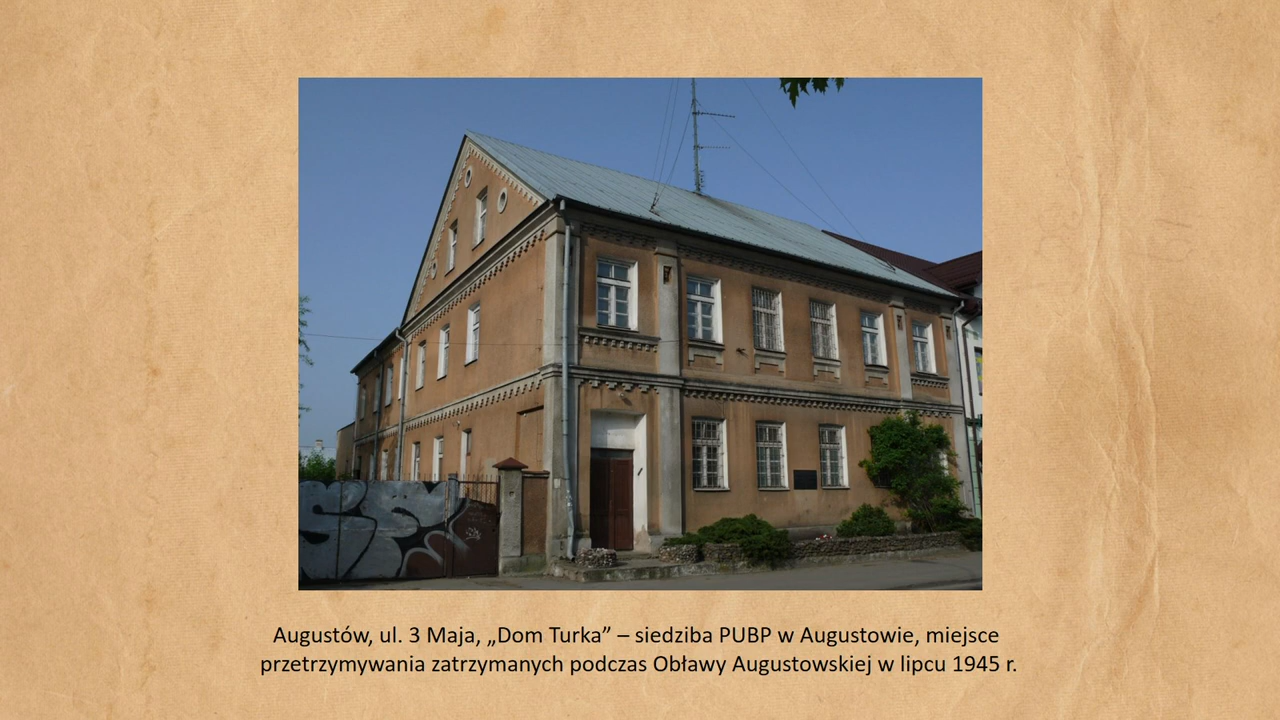 Augustów, ul. 3 Maja, „Dom Turka” – siedziba PUBP w Augustowie, miejsce
przetrzymywania zatrzymanych podczas Obławy Augustowskiej w lipcu 1945 r.